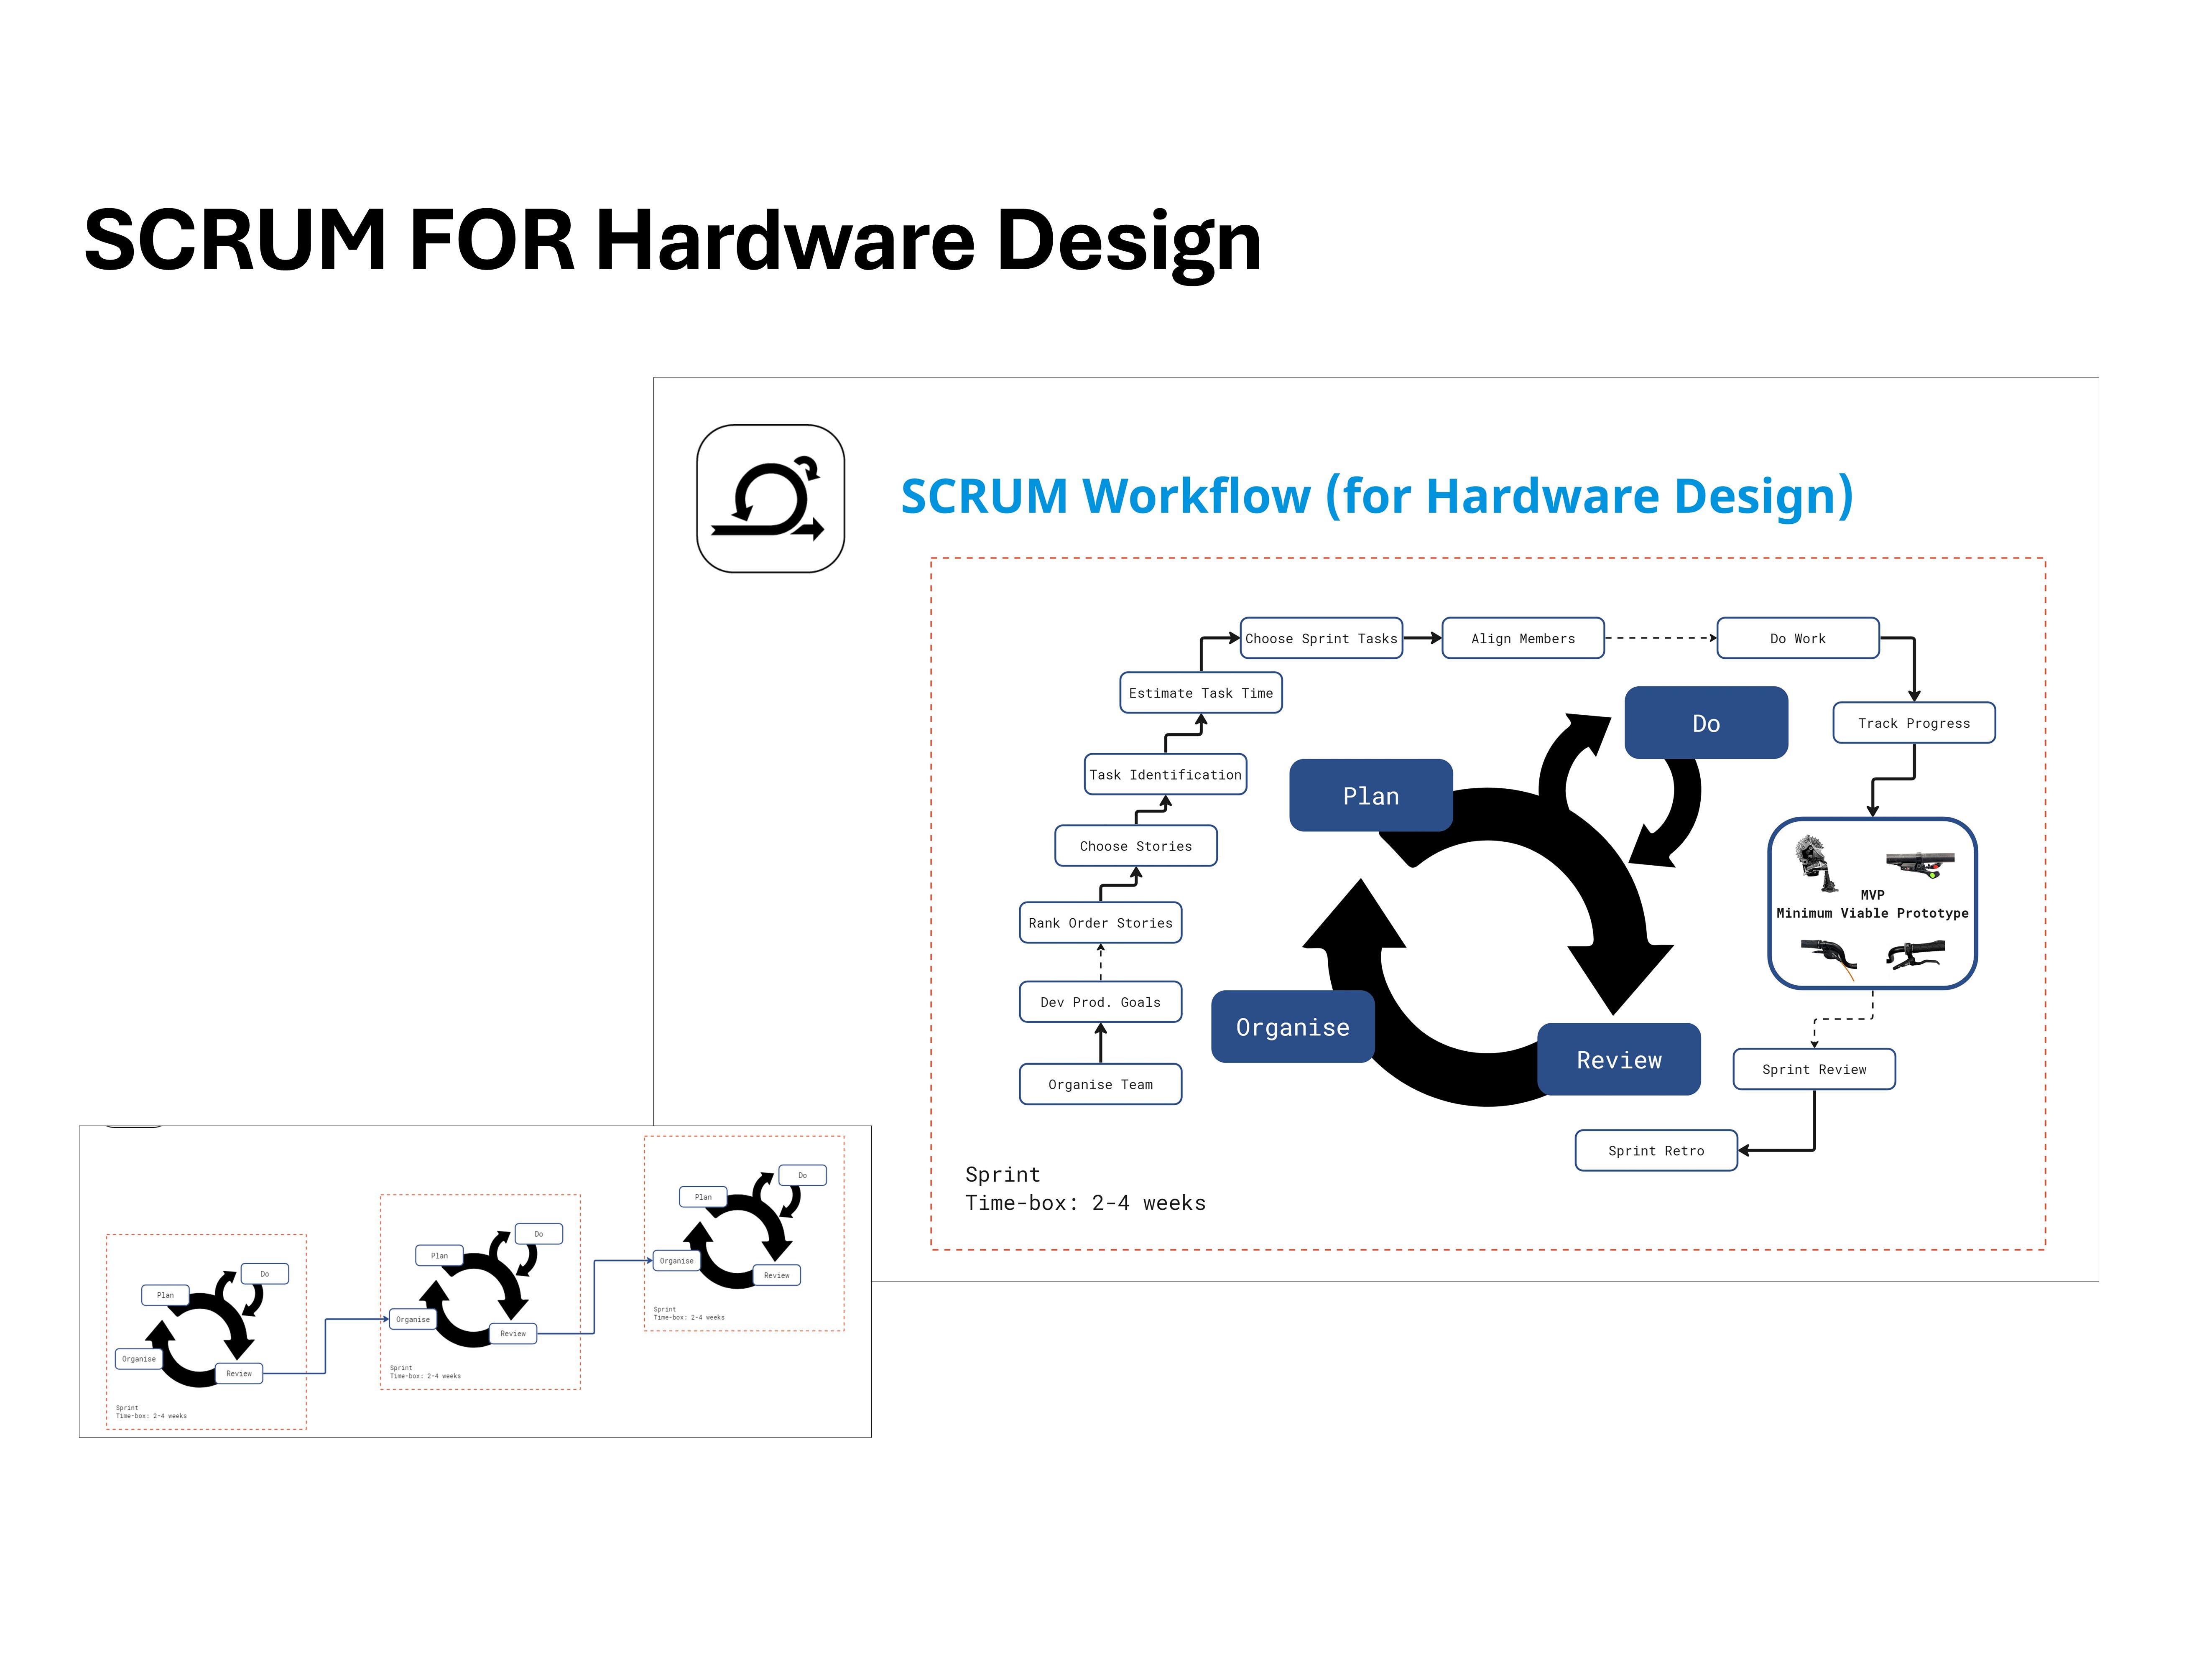 SCRUM FOR Hardware Design
SCRUM Workflow (for Hardware Design)
Choose Sprint Tasks
Align Members
Do Work
Estimate Task Time
Track Progress
Do
Plan
Task Identification
Choose Stories
MVP
Minimum Viable Prototype
Rank Order Stories
Dev Prod. Goals
Organise
Review
Sprint Review
Organise Team
Sprint Retro
Sprint
Time-box: 2-4 weeks
Do
Plan
Organise
Review
Sprint
Time-box: 2-4 weeks
Do
Plan
Organise
Review
Sprint
Time-box: 2-4 weeks
Do
Plan
Organise
Review
Sprint
Time-box: 2-4 weeks